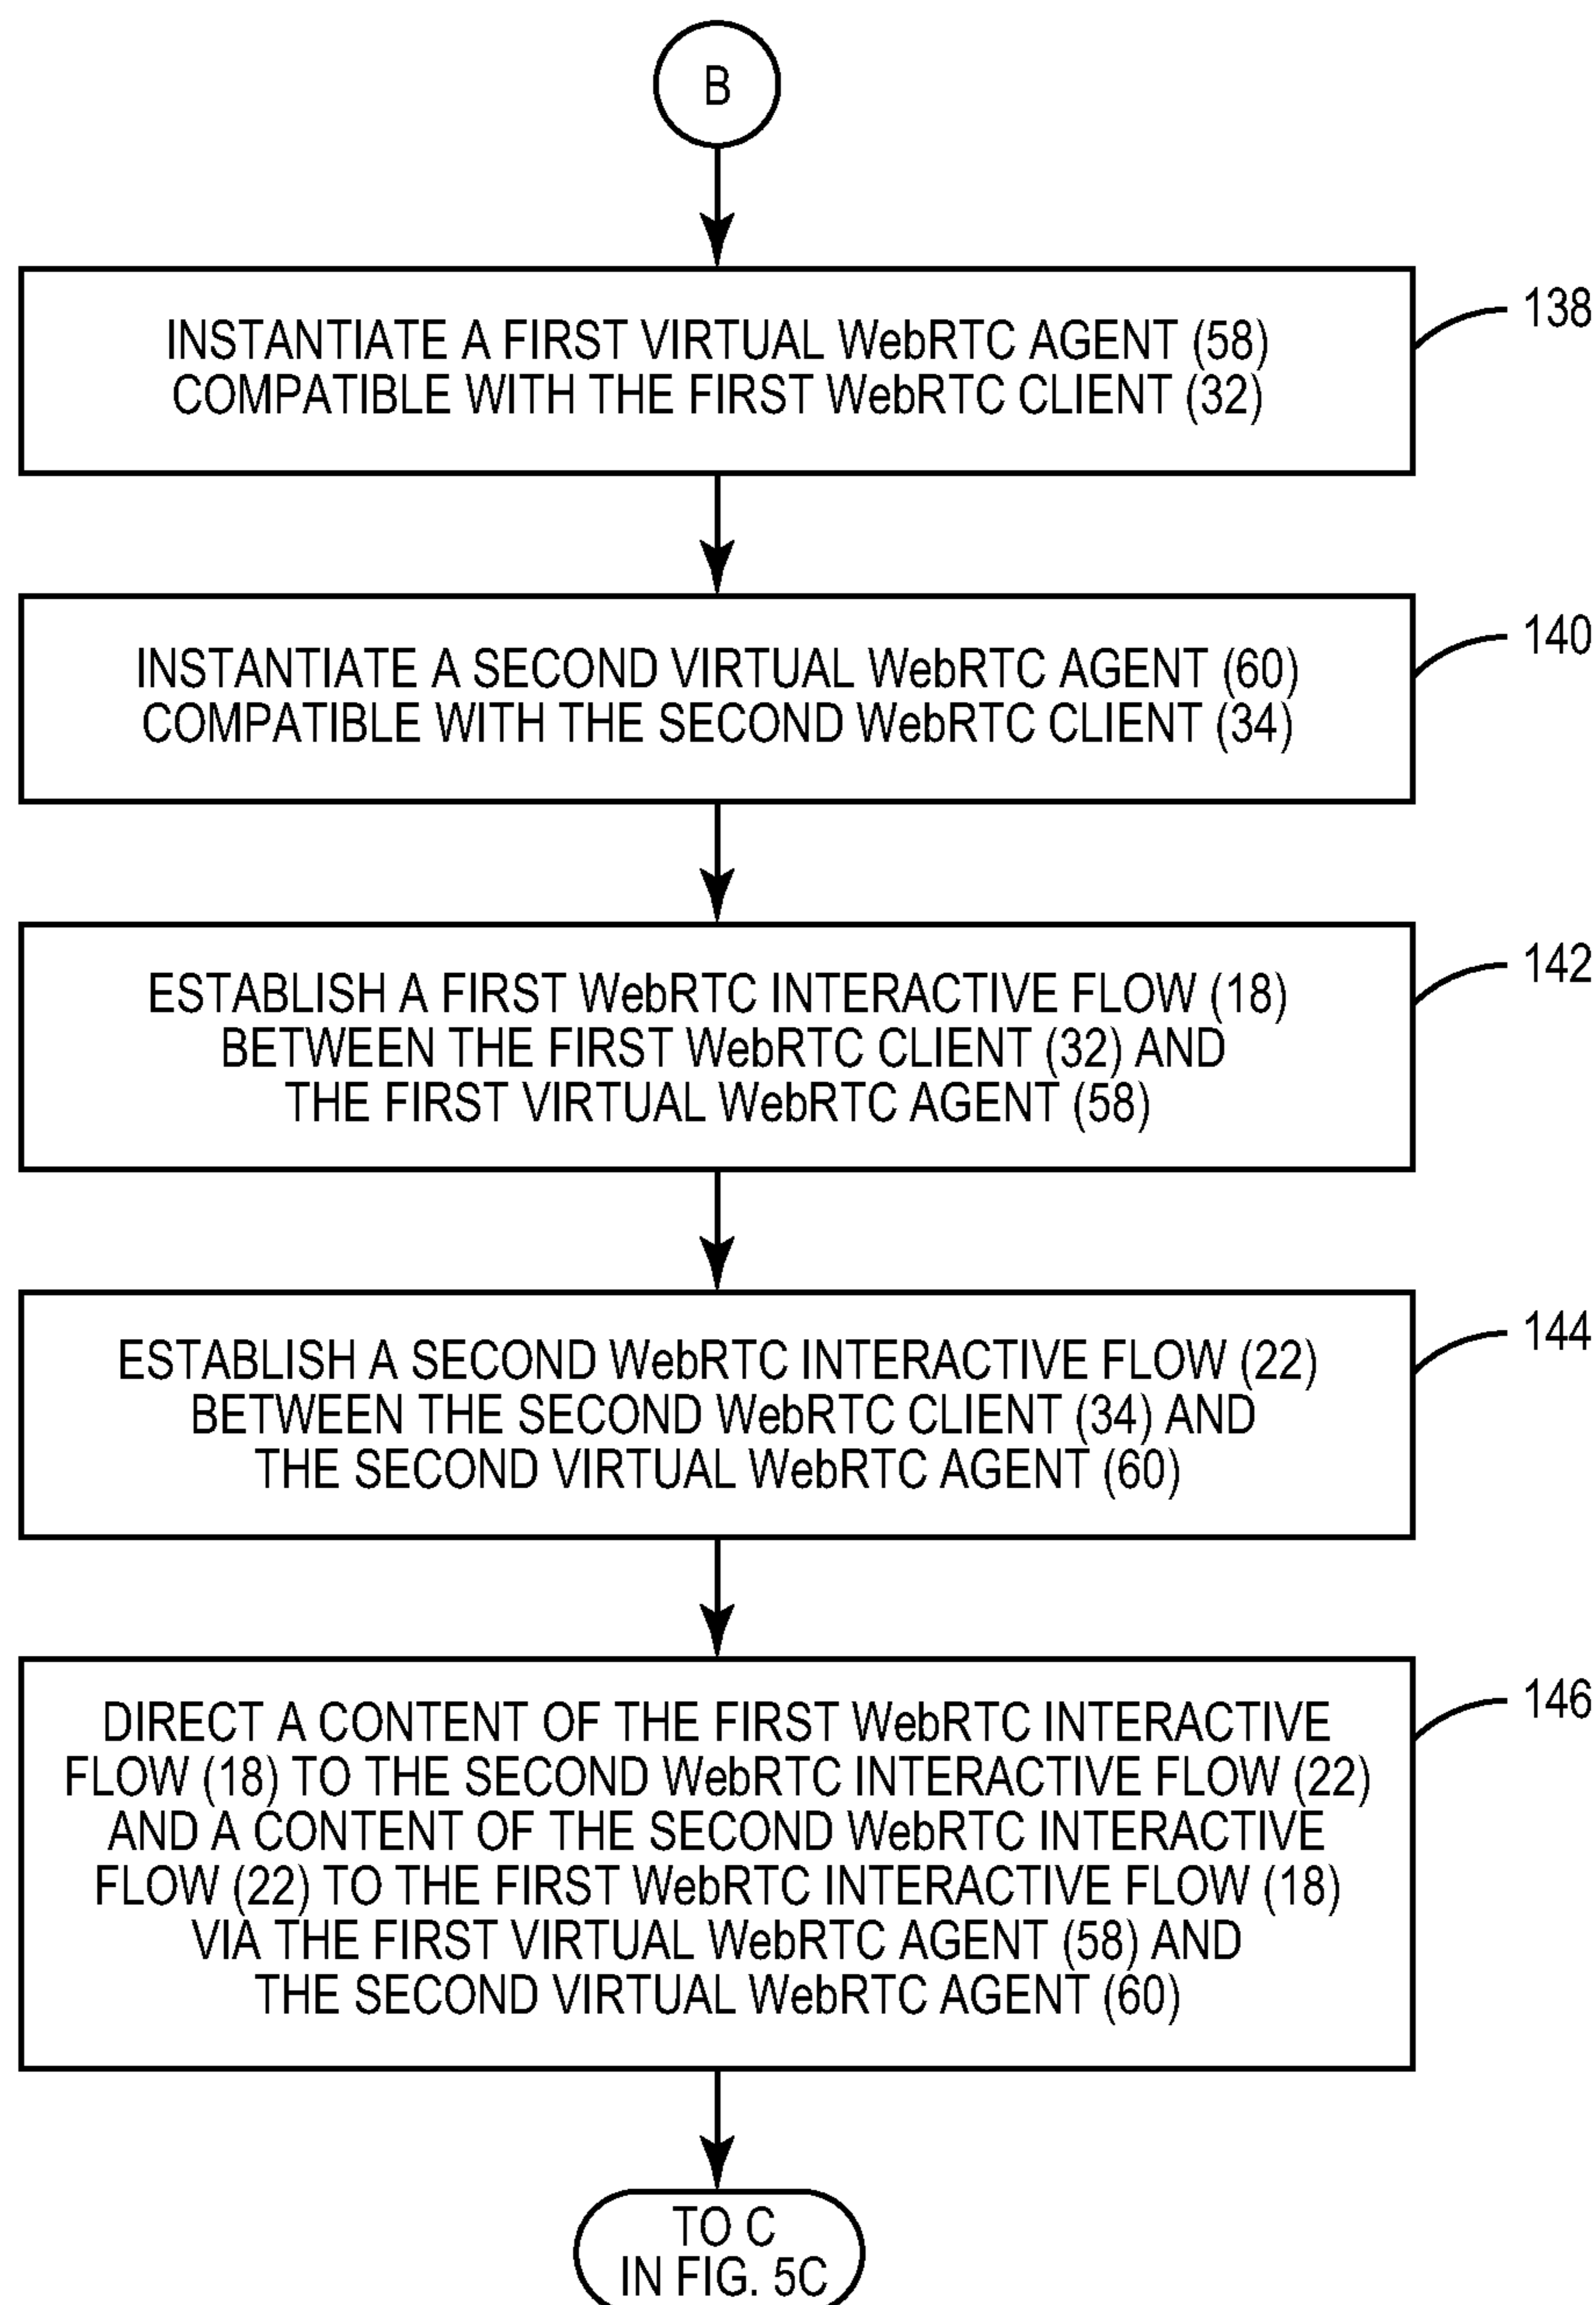 B
INSTANTIATE A FIRST VIRTUAL WebRTC AGENT (58)
COMPATIBLE WITH THE FIRST WebRTC CLIENT (32)
138
INSTANTIATE A SECOND VIRTUAL WebRTC AGENT (60)
COMPATIBLE WITH THE SECOND WebRTC CLIENT (34)
140
ESTABLISH A FIRST WebRTC INTERACTIVE FLOW (18)
BETWEEN THE FIRST WebRTC CLIENT (32) AND
THE FIRST VIRTUAL WebRTC AGENT (58)
142
ESTABLISH A SECOND WebRTC INTERACTIVE FLOW (22)
BETWEEN THE SECOND WebRTC CLIENT (34) AND
THE SECOND VIRTUAL WebRTC AGENT (60)
144
DIRECT A CONTENT OF THE FIRST WebRTC INTERACTIVE
FLOW (18) TO THE SECOND WebRTC INTERACTIVE FLOW (22)
AND A CONTENT OF THE SECOND WebRTC INTERACTIVE
FLOW (22) TO THE FIRST WebRTC INTERACTIVE FLOW (18)
VIA THE FIRST VIRTUAL WebRTC AGENT (58) AND
THE SECOND VIRTUAL WebRTC AGENT (60)
146
TO C
IN FIG. 5C